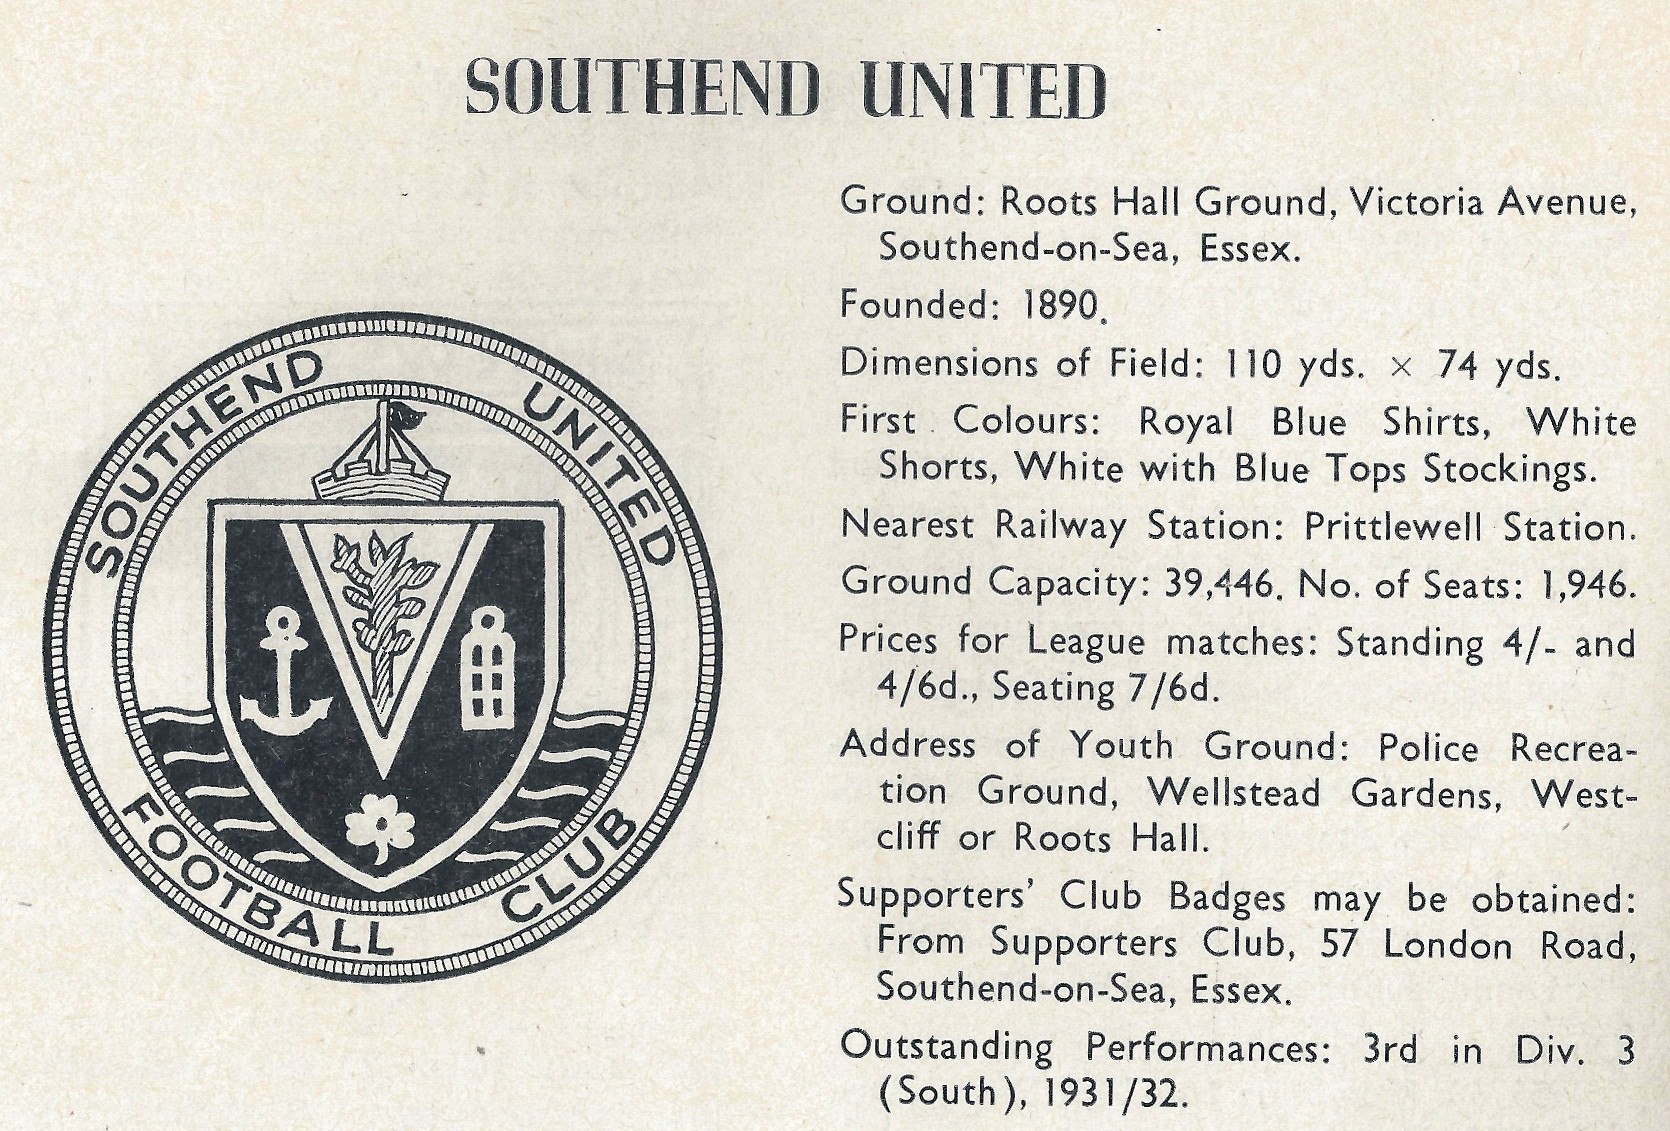 SOUTHEND UNITED
SOUTHEND UNITED
FOOTBALL CLUB
Ground: Roots Hall Ground, Victoria Avenue,
Southend-on-Sea, Essex.
Founded: 1890.
Dimensions of Field: 110 yds. × 74 yds.
First Colours: Royal Blue Shirts, White
Shorts, White with Blue Tops Stockings.
Nearest Railway Station: Prittlewell Station.
Ground Capacity: 39,446. No. of Seats: 1,946.
Prices for League matches: Standing 4/- and
4/6d., Seating 7/6d.
Address of Youth Ground: Police Recrea-
tion Ground, Wellstead Gardens, West-
cliff or Roots Hall.
Supporters' Club Badges may be obtained:
From Supporters Club, 57 London Road,
Southend-on-Sea, Essex.
Outstanding Performances: 3rd in Div. 3
(South), 1931/32.